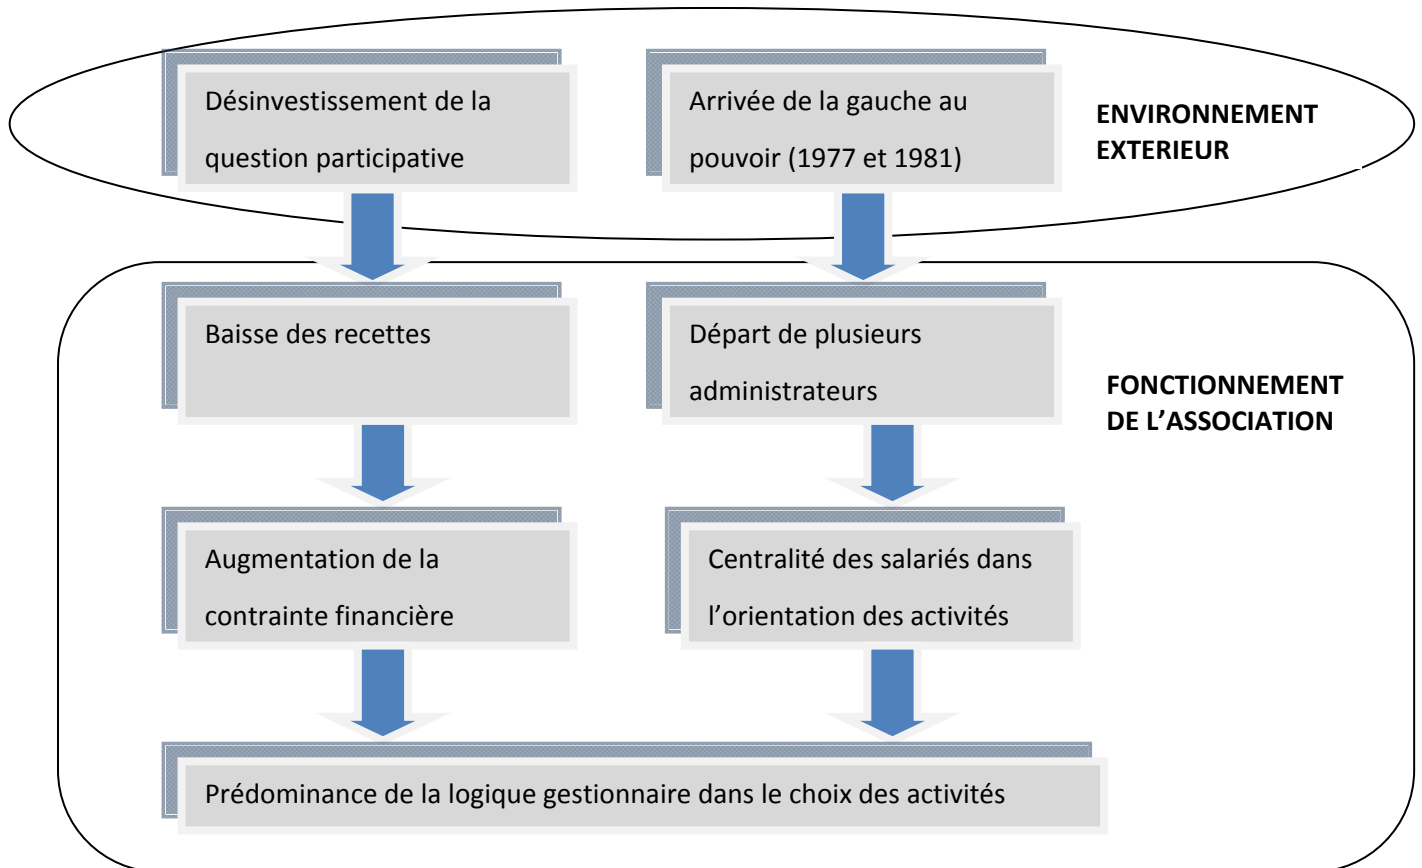 Désinvestissement de la
question participative
Arrivée de la gauche au
pouvoir (1977 et 1981)
ENVIRONNEMENT
EXTERIEUR
Baisse des recettes
Départ de plusieurs
administrateurs
FONCTIONNEMENT
DE L’ASSOCIATION
Augmentation de la
contrainte financière
Centralité des salariés dans
l’orientation des activités
Prédominance de la logique gestionnaire dans le choix des activités